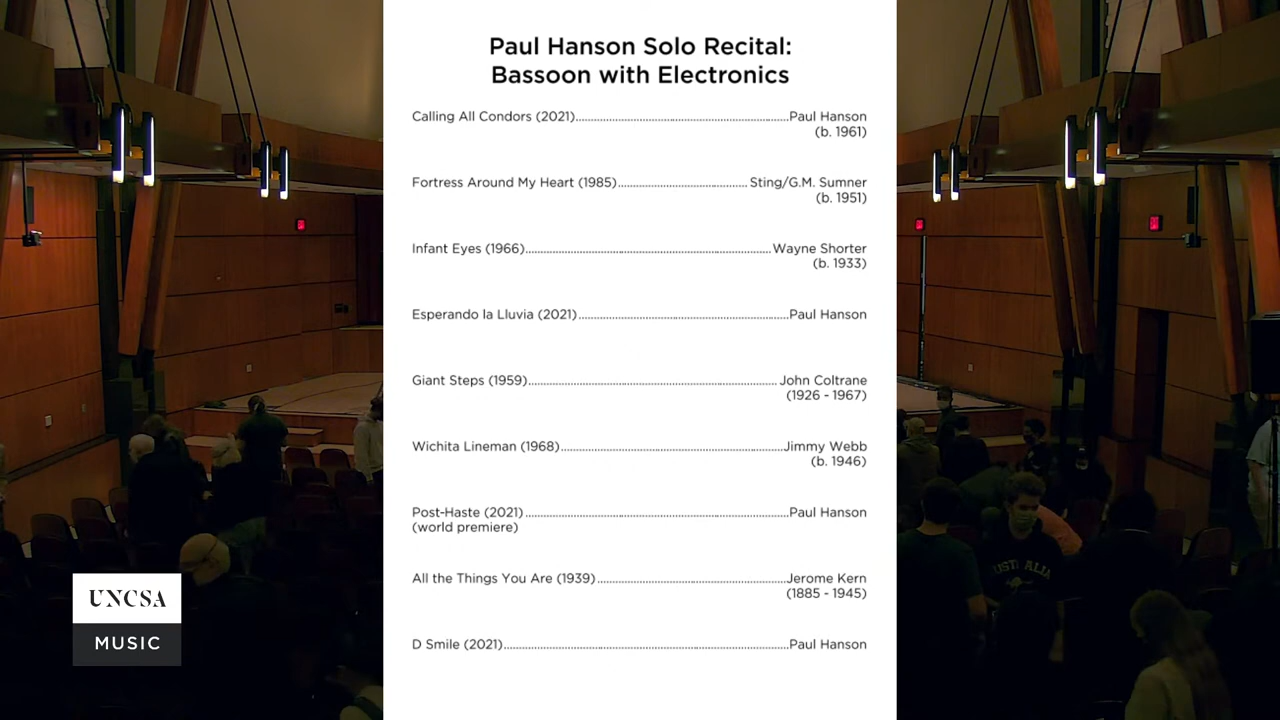 Paul Hanson Solo Recital:
Bassoon with Electronics
Calling All Condors (2021)..........Paul Hanson
(b. 1961)
Fortress Around My Heart (1985)..........Sting/G.M. Sumner
(b. 1951)
Infant Eyes (1966)..........Wayne Shorter
(b. 1933)
Esperando la Lluvia (2021)..........Paul Hanson
Giant Steps (1959)..........John Coltrane
(1926 - 1967)
Wichita Lineman (1968)..........Jimmy Webb
(b. 1946)
Post-Haste (2021)..........Paul Hanson
(world premiere)
All the Things You Are (1939)..........Jerome Kern
(1885 - 1945)
D Smile (2021)..........Paul Hanson
UNCSA
MUSIC